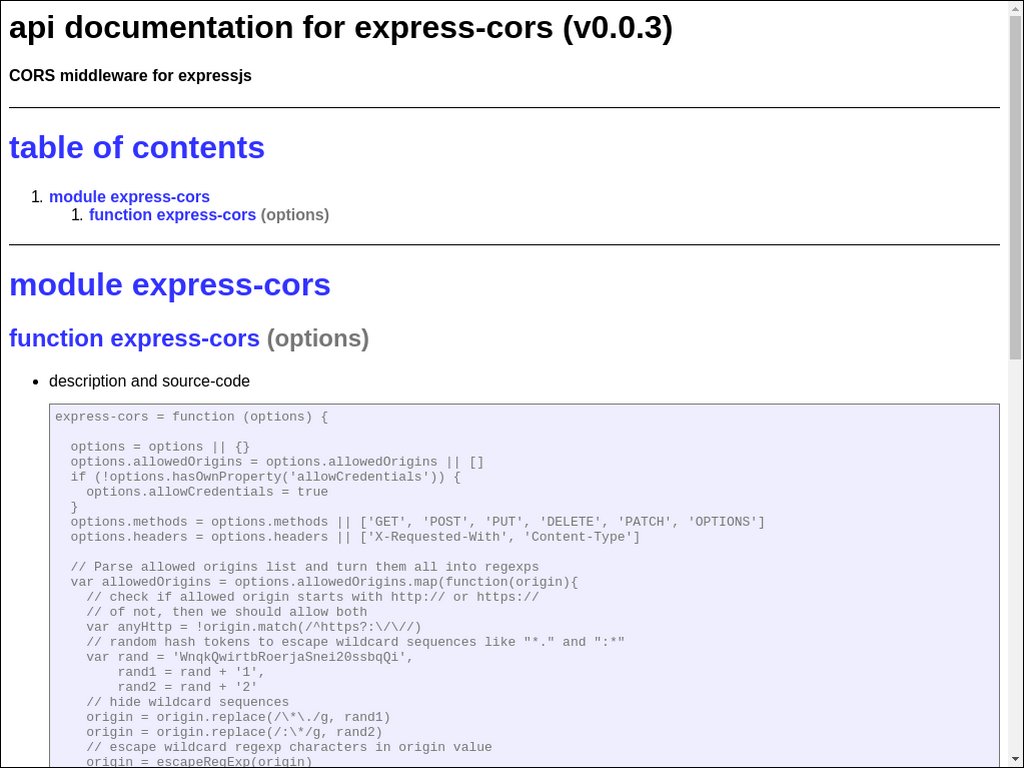 api documentation for express-cors (v0.0.3)
CORS middleware for expressjs
table of contents
1. module express-cors
1. function express-cors (options)
module express-cors
function express-cors (options)
• description and source-code
express-cors = function (options) {
options = options || {}
options.allowedOrigins = options.allowedOrigins || []
if (!options.hasOwnProperty('allowCredentials')) {
options.allowCredentials = true
}
options.methods = options.methods || ['GET', 'POST', 'PUT', 'DELETE', 'PATCH', 'OPTIONS']
options.headers = options.headers || ['X-Requested-With', 'Content-Type']
// Parse allowed origins list and turn them all into regexps
var allowedOrigins = options.allowedOrigins.map(function(origin){
// check if allowed origin starts with http:// or https://
// of not, then we should allow both
var anyHttp = !origin.match(/^https?:\/\//)
// random hash tokens to escape wildcard sequences like "*." and ":*"
var rand = 'WnqkQwirtbRoerjaSnei20ssbqQi',
rand1 = rand + '1',
rand2 = rand + '2'
// hide wildcard sequences
origin = origin.replace(/\*\./g, rand1)
origin = origin.replace(/:\*/g, rand2)
// escape wildcard regexp characters in origin value
origin = escapeRegExp(origin)